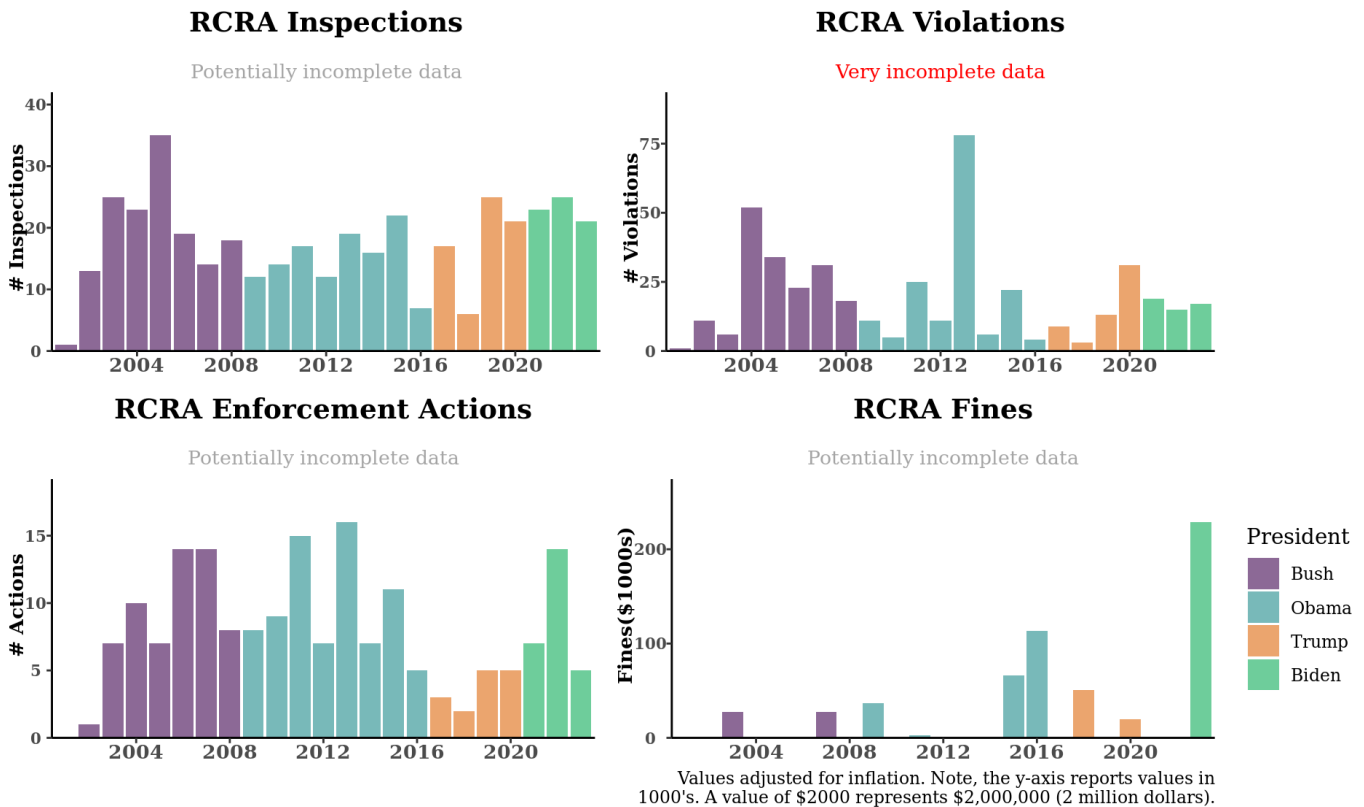 RCRA Inspections
Potentially incomplete data
# Inspections
40
30
20
10
0
2004 2008 2012 2016 2020
RCRA Violations
Very incomplete data
# Violations
75
50
25
0
2004 2008 2012 2016 2020
RCRA Enforcement Actions
Potentially incomplete data
# Actions
15
10
5
0
2004 2008 2012 2016 2020
RCRA Fines
Potentially incomplete data
Fines($1000s)
200
100
0
2004 2008 2012 2016 2020
President
Bush
Obama
Trump
Biden
Values adjusted for inflation. Note, the y-axis reports values in
1000's. A value of $2000 represents $2,000,000 (2 million dollars).